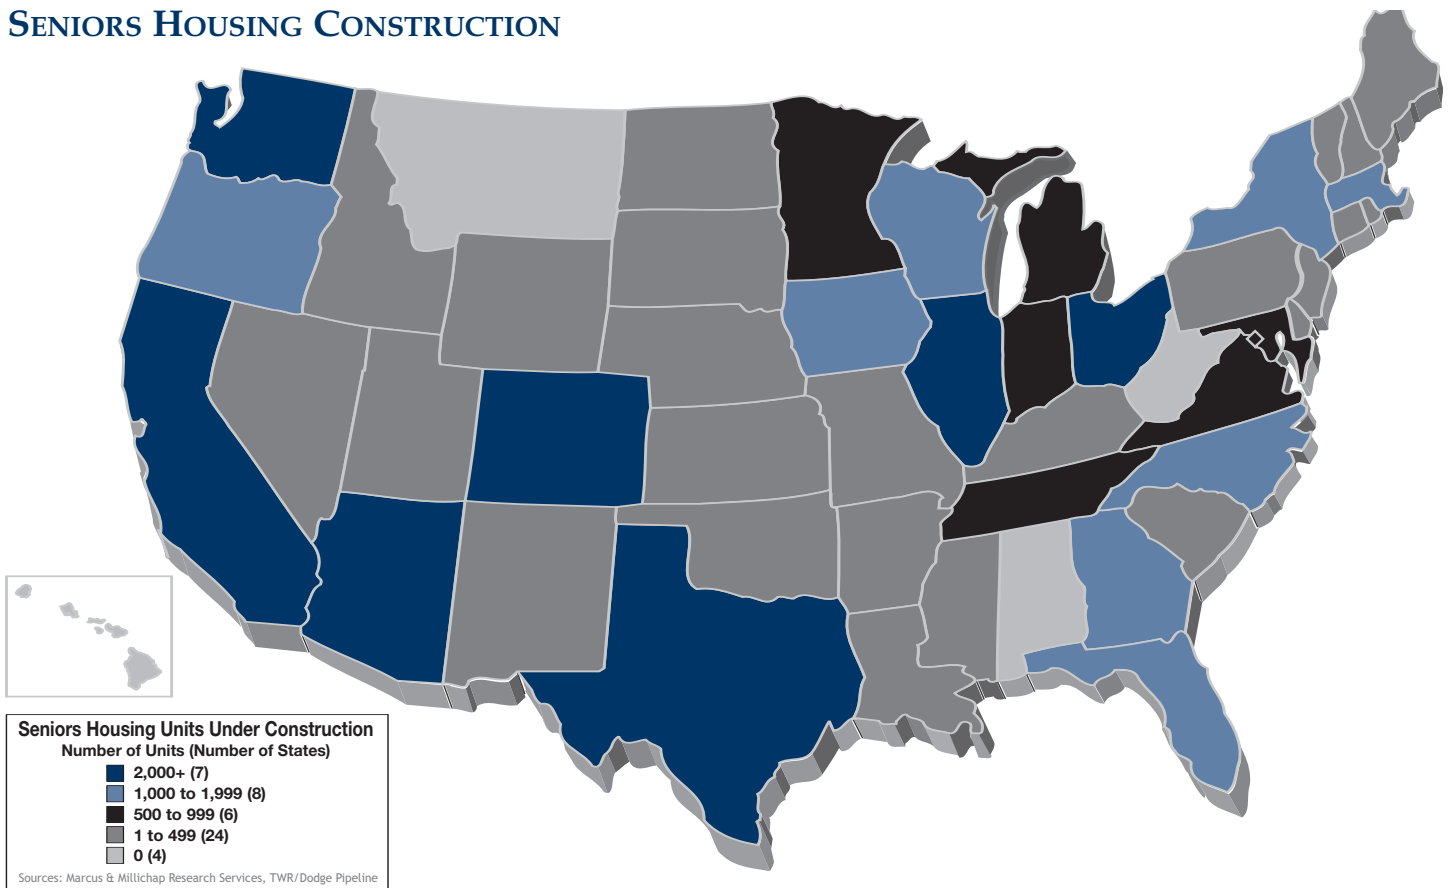 SENIORS HOUSING CONSTRUCTION
Seniors Housing Units Under Construction
Number of Units (Number of States)
2,000+ (7)
1,000 to 1,999 (8)
500 to 999 (6)
1 to 499 (24)
0 (4)
Sources: Marcus & Millichap Research Services, TWR/Dodge Pipeline